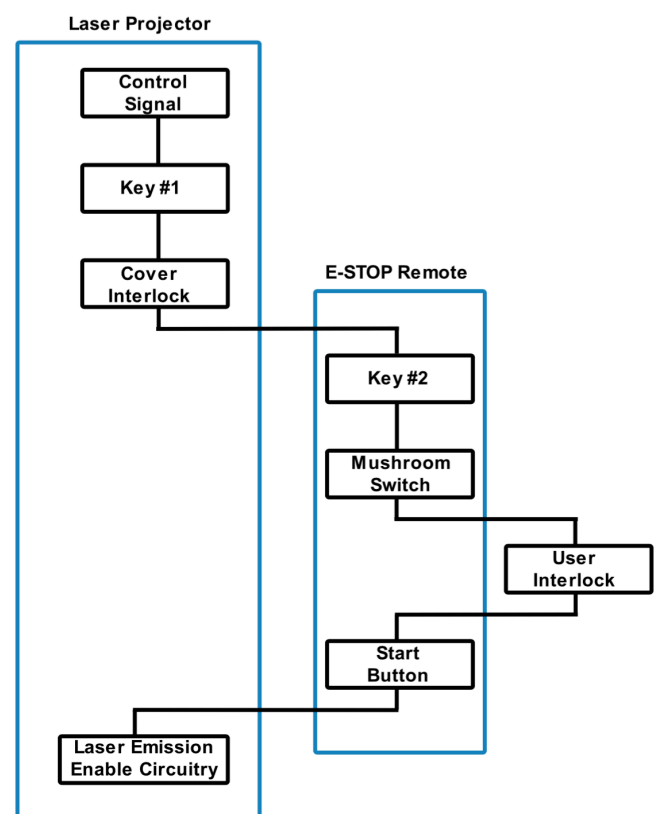 Laser Projector
Control
Signal
Key #1
Cover
Interlock
E-STOP Remote
Key #2
Mushroom
Switch
User
Interlock
Start
Button
Laser Emission
Enable Circuitry